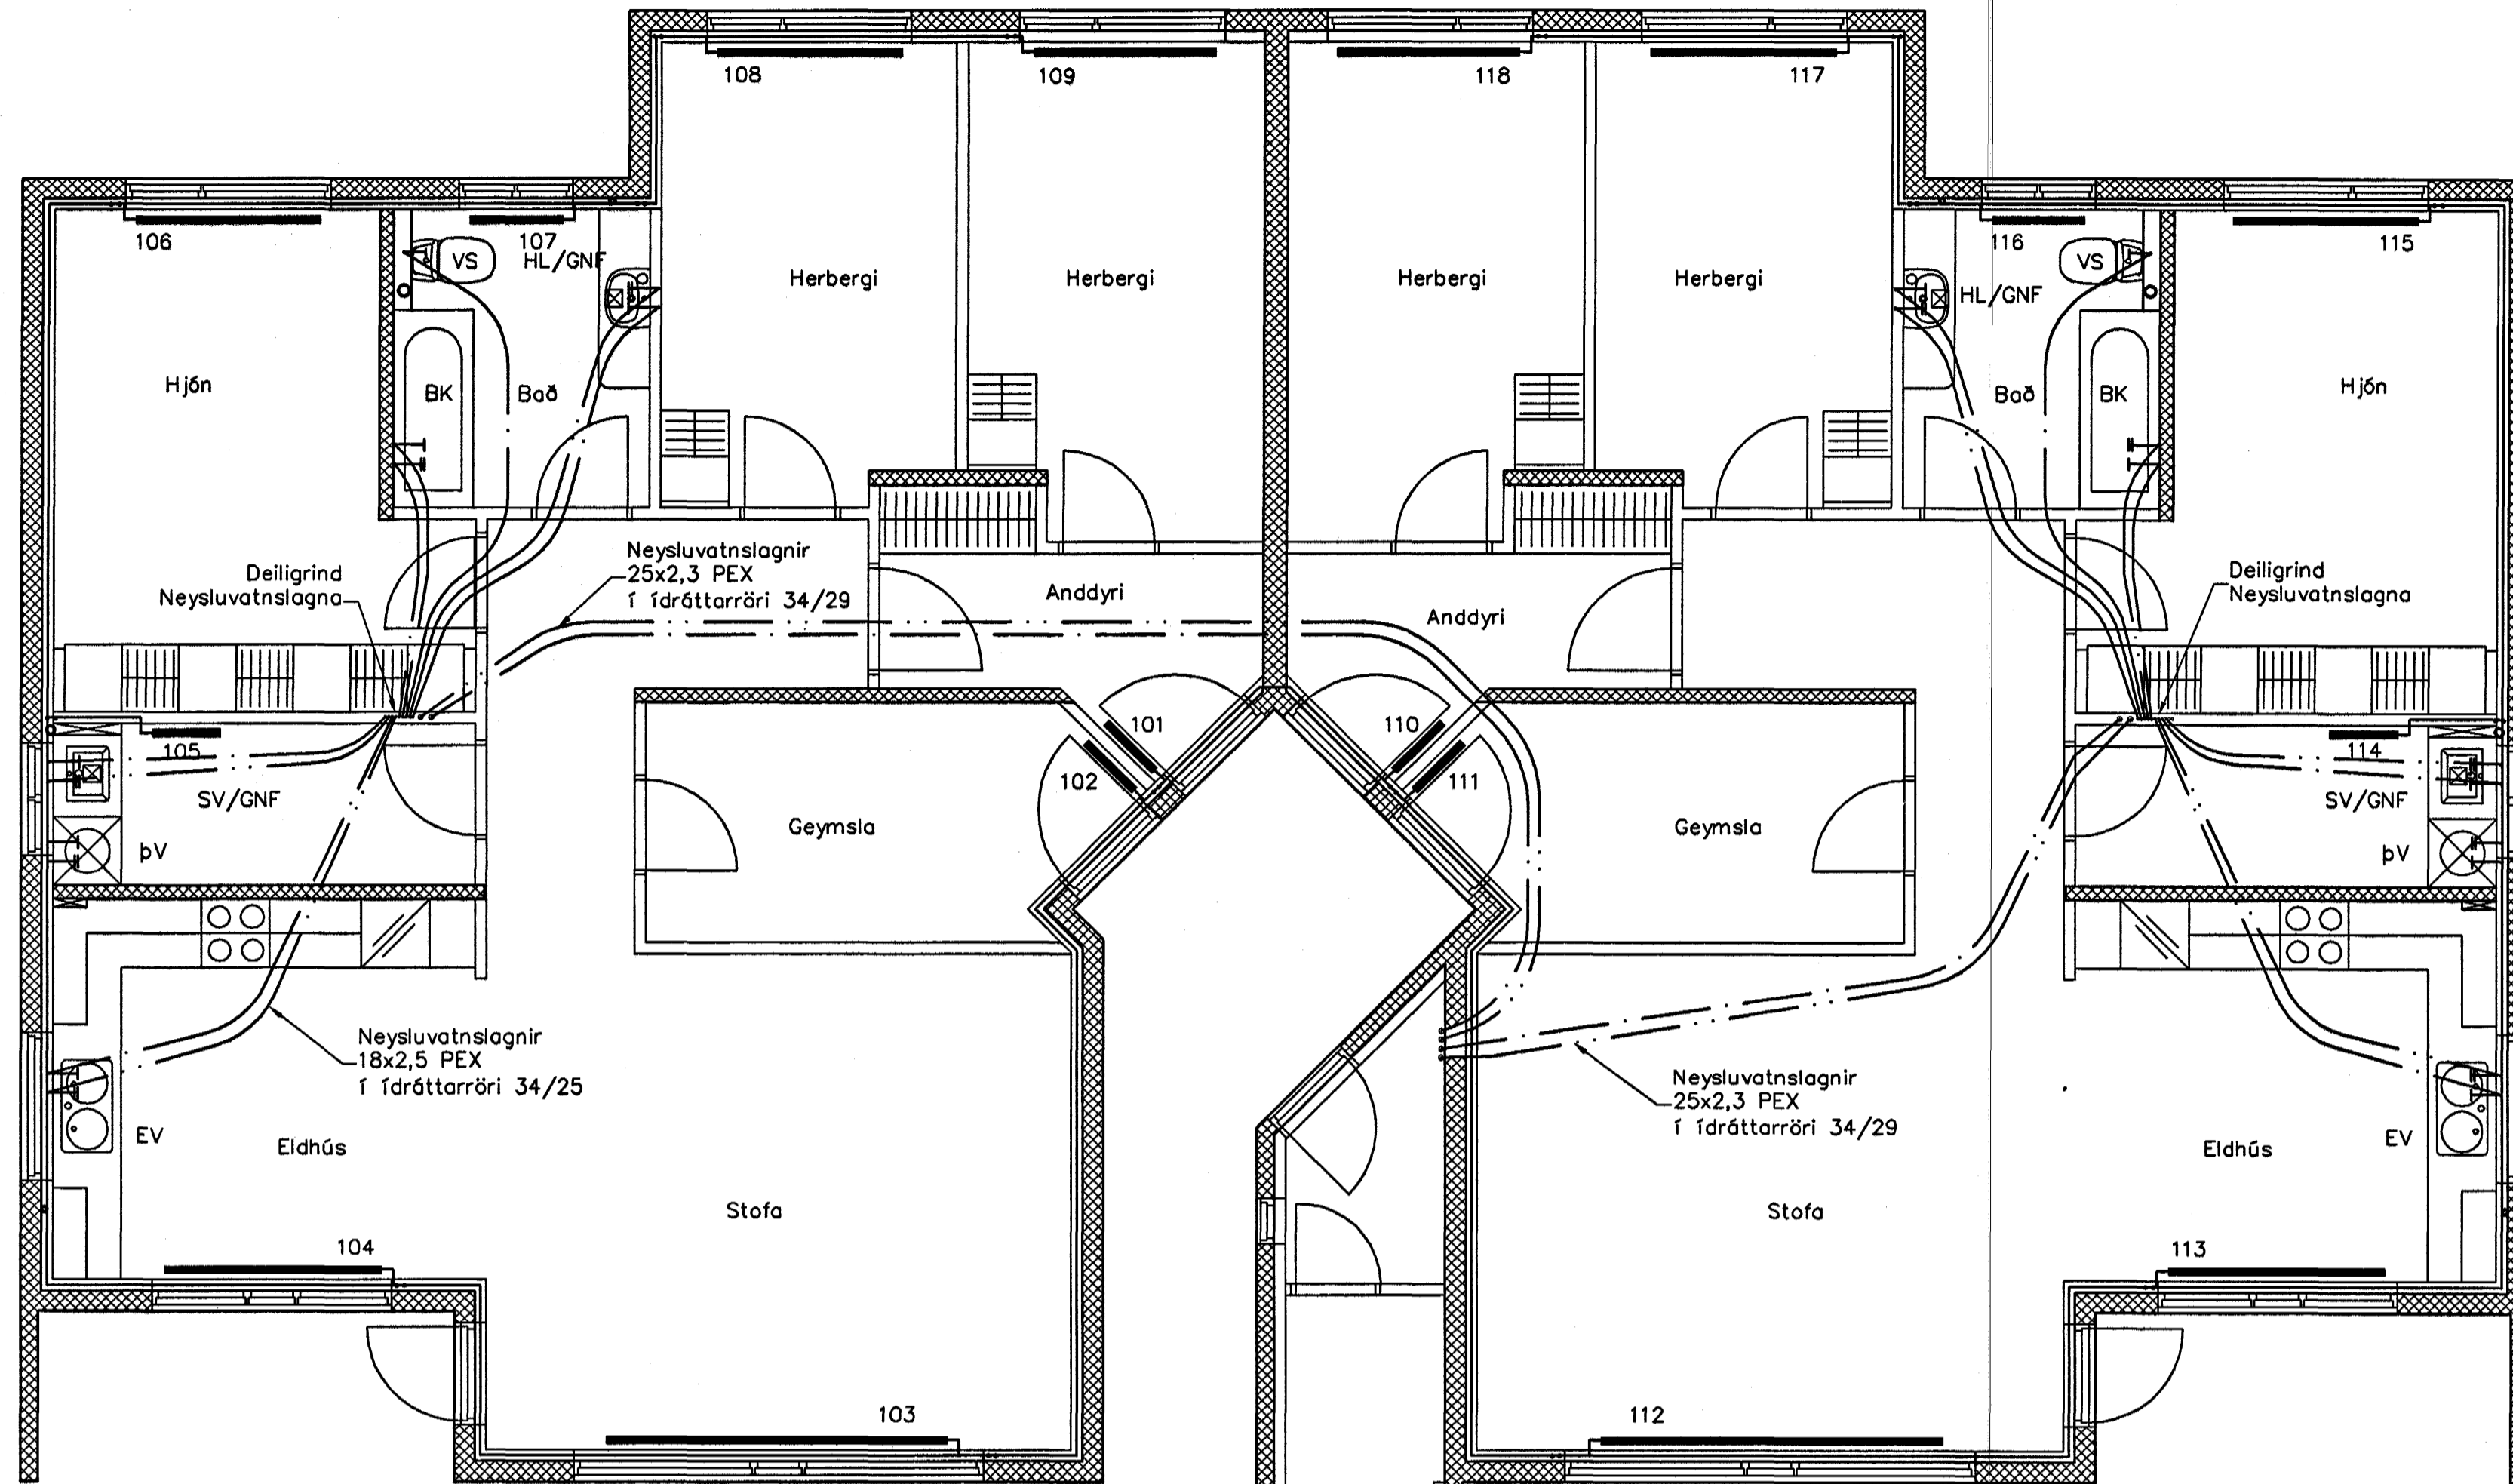 108
109
118
117
106
107
HL/GNF
VS
116
HL/GNF
VS
115
Herbergi
Herbergi
Herbergi
Herbergi
Hjón
BK
Bað
Bað
BK
Hjón
Deiligrind
Neysluvatnslagna
Neysluvatnslagnir
25x2,3 PEX
í ídráttarröri 34/29
Anddyri
Anddyri
Deiligrind
Neysluvatnslagna
105
SV/GNF
ÞV
101
102
110
111
Geymsla
Geymsla
114
SV/GNF
ÞV
Neysluvatnslagnir
18x2,5 PEX
í ídráttarröri 34/25
EV
Eldhús
Stofa
Neysluvatnslagnir
25x2,3 PEX
í ídráttarröri 34/29
Stofa
Eldhús
EV
104
113
103
112